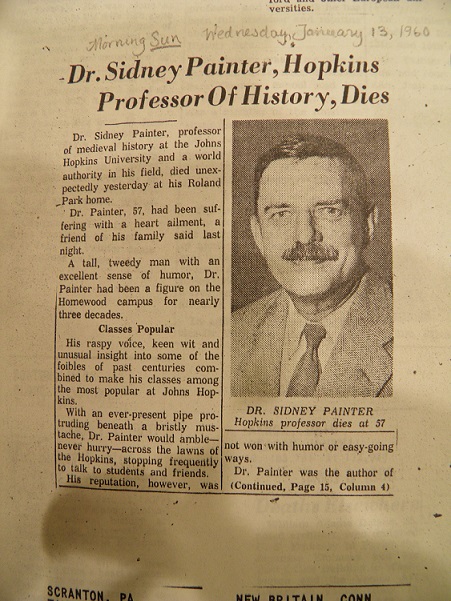 versities.
Morning Sun Wednesday, January 13, 1960
Dr. Sidney Painter, Hopkins
Professor Of History, Dies
Dr. Sidney Painter, professor
of medieval history at the Johns
Hopkins University and a world
authority in his field, died unex-
pectedly yesterday at his Roland
Park home.
Dr. Painter, 57, had been suf-
fering with a heart ailment, a
friend of his family said last
night.
A tall, tweedy man with an
excellent sense of humor, Dr.
Painter had been a figure on the
Homewood campus for nearly
three decades.
Classes Popular
His raspy voice, keen wit and
unusual insight into some of the
foibles of past centuries com-
bined to make his classes among
the most popular at Johns Hop-
kins.
With an ever-present pipe pro-
truding beneath a bristly mus-
tache, Dr. Painter would amble—
never hurry—across the lawns of
the Hopkins, stopping frequently
to talk to students and friends.
His reputation, however, was
DR. SIDNEY PAINTER
Hopkins professor dies at 57
not won with humor or easy-going
ways.
Dr. Painter was the author of
(Continued, Page 15, Column 4)
SCRANTON, PA
NEW BRITAIN, CONN